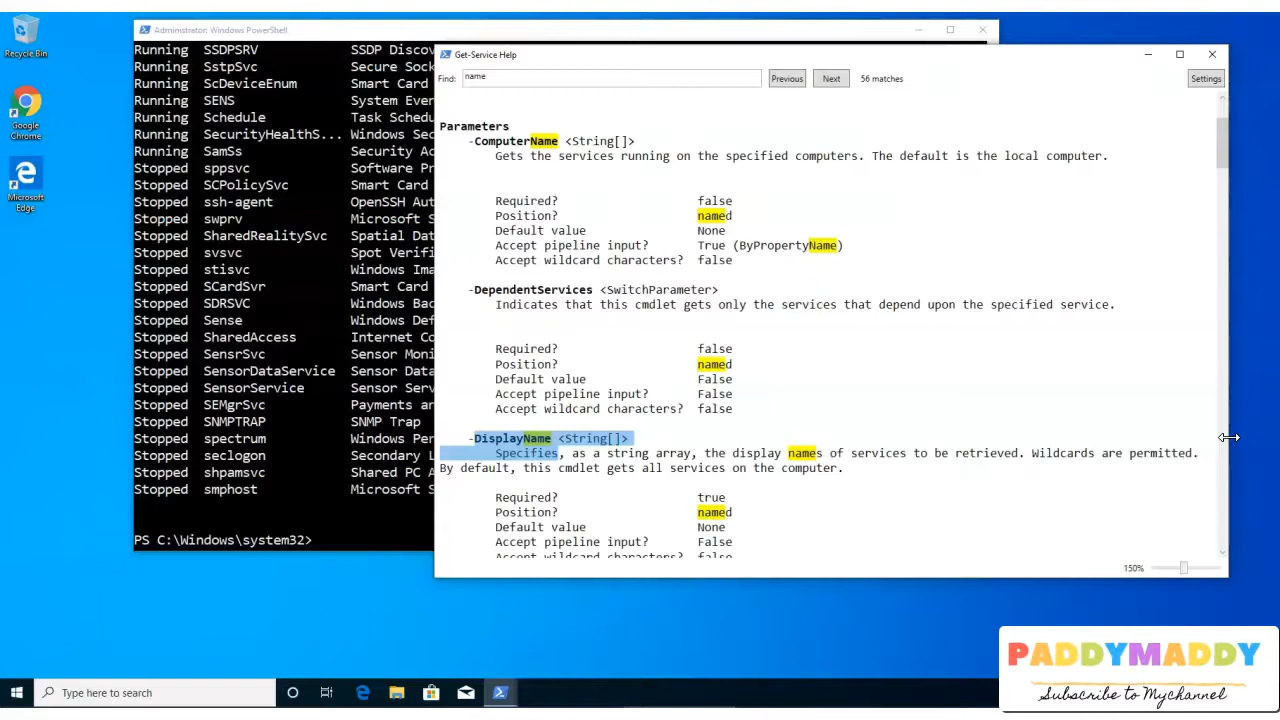 Recycle Bin
Google
Chrome
Microsoft
Edge
Administrator: Windows PowerShell
Running SSDPSRV SSDP Discov
Running SstpSvc Secure Sock
Running ScDeviceEnum Smart Card
Running SENS System Even
Running Schedule Task Schedu
Running SecurityHealthS... Windows Sec
Running SamSs Security Ac
Stopped sppsvc Software Pr
Stopped SCPolicySvc Smart Card
Stopped ssh-agent OpenSSH Aut
Stopped swprv Microsoft S
Stopped SharedRealitySvc Spatial Dat
Stopped svsvc Spot Verifi
Stopped stisvc Windows Ima
Stopped SCardSvr Smart Card
Stopped SDRSVC Windows Bac
Stopped Sense Windows Def
Stopped SharedAccess Internet Co
Stopped SensrSvc Sensor Moni
Stopped SensorDataService Sensor Data
Stopped SensorService Sensor Serv
Stopped SEMgrSvc Payments an
Stopped SNMPTRAP SNMP Trap
Stopped spectrum Windows Per
Stopped seclogon Secondary L
Stopped shpamsvc Shared PC A
Stopped smphost Microsoft S
PS C:\Windows\system32>
Get-Service Help
Find: name Previous Next 56 matches Settings
Parameters
-ComputerName <String[]>
Gets the services running on the specified computers. The default is the local computer.
Required? false
Position? named
Default value None
Accept pipeline input? True (ByPropertyName)
Accept wildcard characters? false
-DependentServices <SwitchParameter>
Indicates that this cmdlet gets only the services that depend upon the specified service.
Required? false
Position? named
Default value False
Accept pipeline input? False
Accept wildcard characters? false
-DisplayName <String[]>
Specifies, as a string array, the display names of services to be retrieved. Wildcards are permitted.
By default, this cmdlet gets all services on the computer.
Required? true
Position? named
Default value None
Accept pipeline input? False
Accept wildcard characters? false
150%
Type here to search
PADDYMADDY
Subscribe to Mychannel